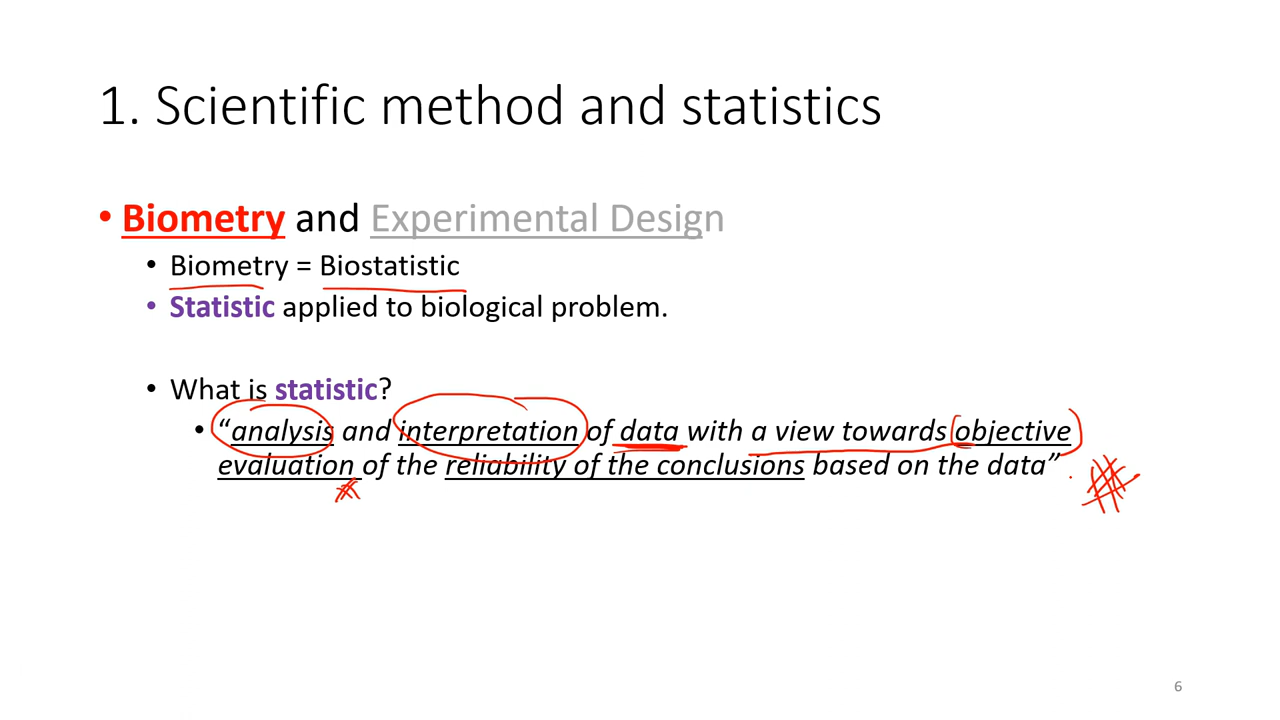 1. Scientific method and statistics
• Biometry and Experimental Design
• Biometry = Biostatistic
• Statistic applied to biological problem.
• What is statistic?
• “analysis and interpretation of data with a view towards objective
evaluation of the reliability of the conclusions based on the data”
6